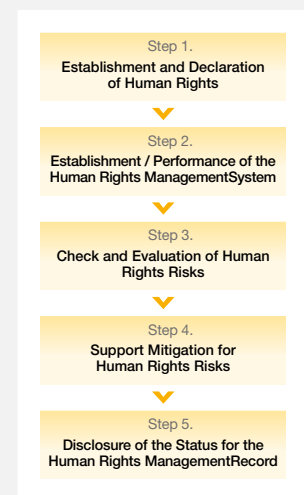 Step 1.
Establishment and Declaration
of Human Rights
Step 2.
Establishment / Performance of the
Human Rights ManagementSystem
Step 3.
Check and Evaluation of Human
Rights Risks
Step 4.
Support Mitigation for
Human Rights Risks
Step 5.
Disclosure of the Status for the
Human Rights ManagementRecord